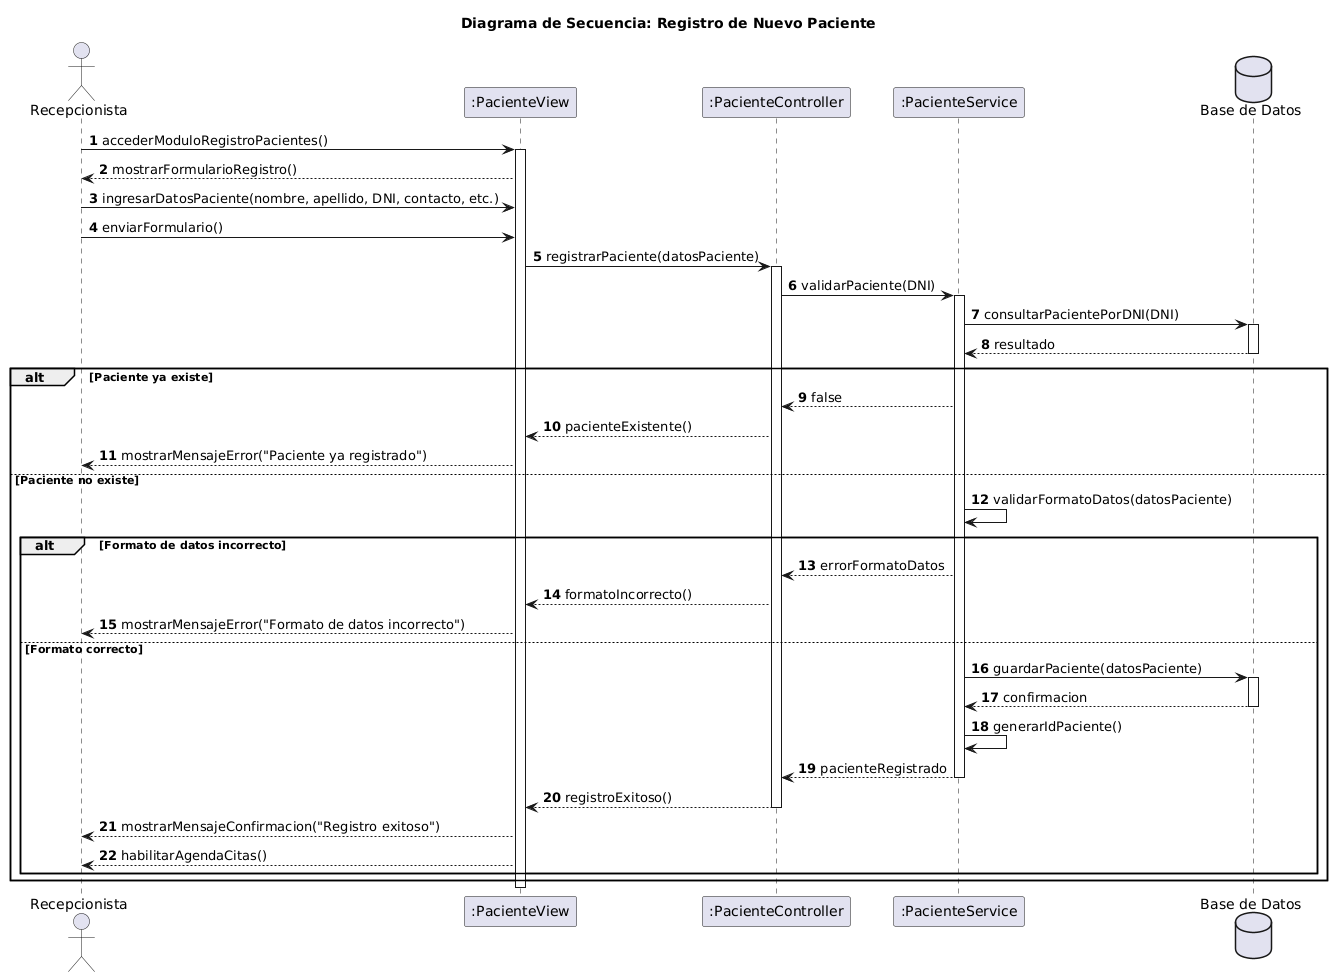 Diagrama de Secuencia: Registro de Nuevo Paciente
Recepcionista
:PacienteView
:PacienteController
:PacienteService
Base de Datos
1 accederModuloRegistroPacientes()
2 mostrarFormularioRegistro()
3 ingresarDatosPaciente(nombre, apellido, DNI, contacto, etc.)
4 enviarFormulario()
5 registrarPaciente(datosPaciente)
6 validarPaciente(DNI)
7 consultarPacientePorDNI(DNI)
8 resultado
alt [Paciente ya existe]
9 false
10 pacienteExistente()
11 mostrarMensajeError("Paciente ya registrado")
[Paciente no existe]
12 validarFormatoDatos(datosPaciente)
alt [Formato de datos incorrecto]
13 errorFormatoDatos
14 formatoIncorrecto()
15 mostrarMensajeError("Formato de datos incorrecto")
[Formato correcto]
16 guardarPaciente(datosPaciente)
17 confirmacion
18 generarIdPaciente()
19 pacienteRegistrado
20 registroExitoso()
21 mostrarMensajeConfirmacion("Registro exitoso")
22 habilitarAgendaCitas()
Recepcionista
:PacienteView
:PacienteController
:PacienteService
Base de Datos